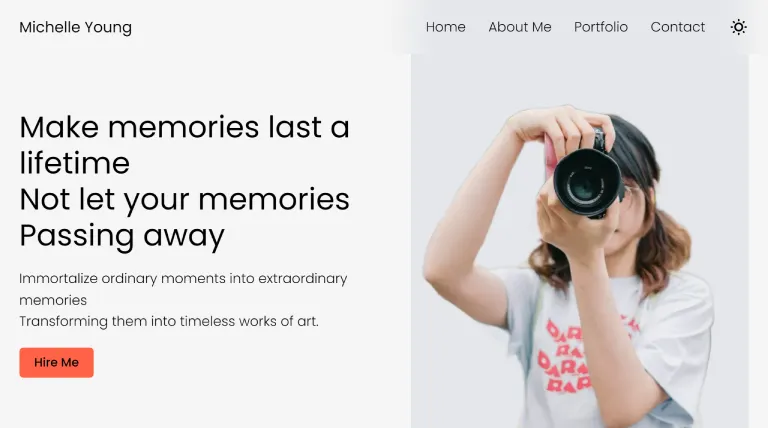 Michelle Young
Home About Me Portfolio Contact
Make memories last a
lifetime
Not let your memories
Passing away
Immortalize ordinary moments into extraordinary
memories
Transforming them into timeless works of art.
Hire Me